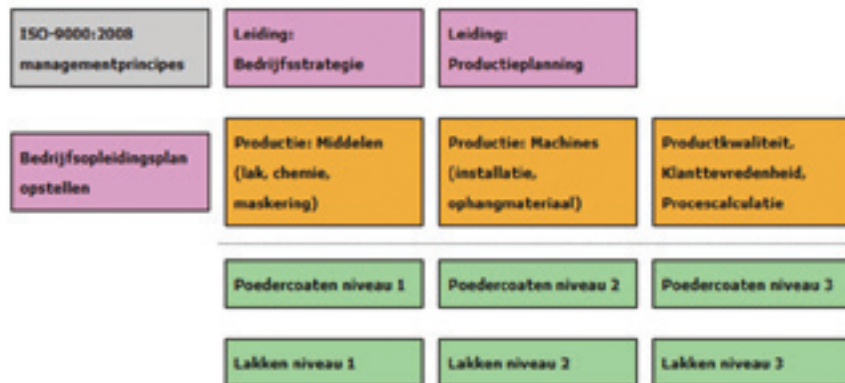 ISO-9000:2008
managementprincipes
Leiding:
Bedrijfsstrategie
Leiding:
Productieplanning
Bedrijfsopleidingsplan
opstellen
Productie: Middelen
(lak, chemie,
maskering)
Productie: Machines
(installatie,
ophangmateriaal)
Productkwaliteit,
Klanttevredenheid,
Procescalculatie
Poedercoaten niveau 1
Poedercoaten niveau 2
Poedercoaten niveau 3
Lakken niveau 1
Lakken niveau 2
Lakken niveau 3